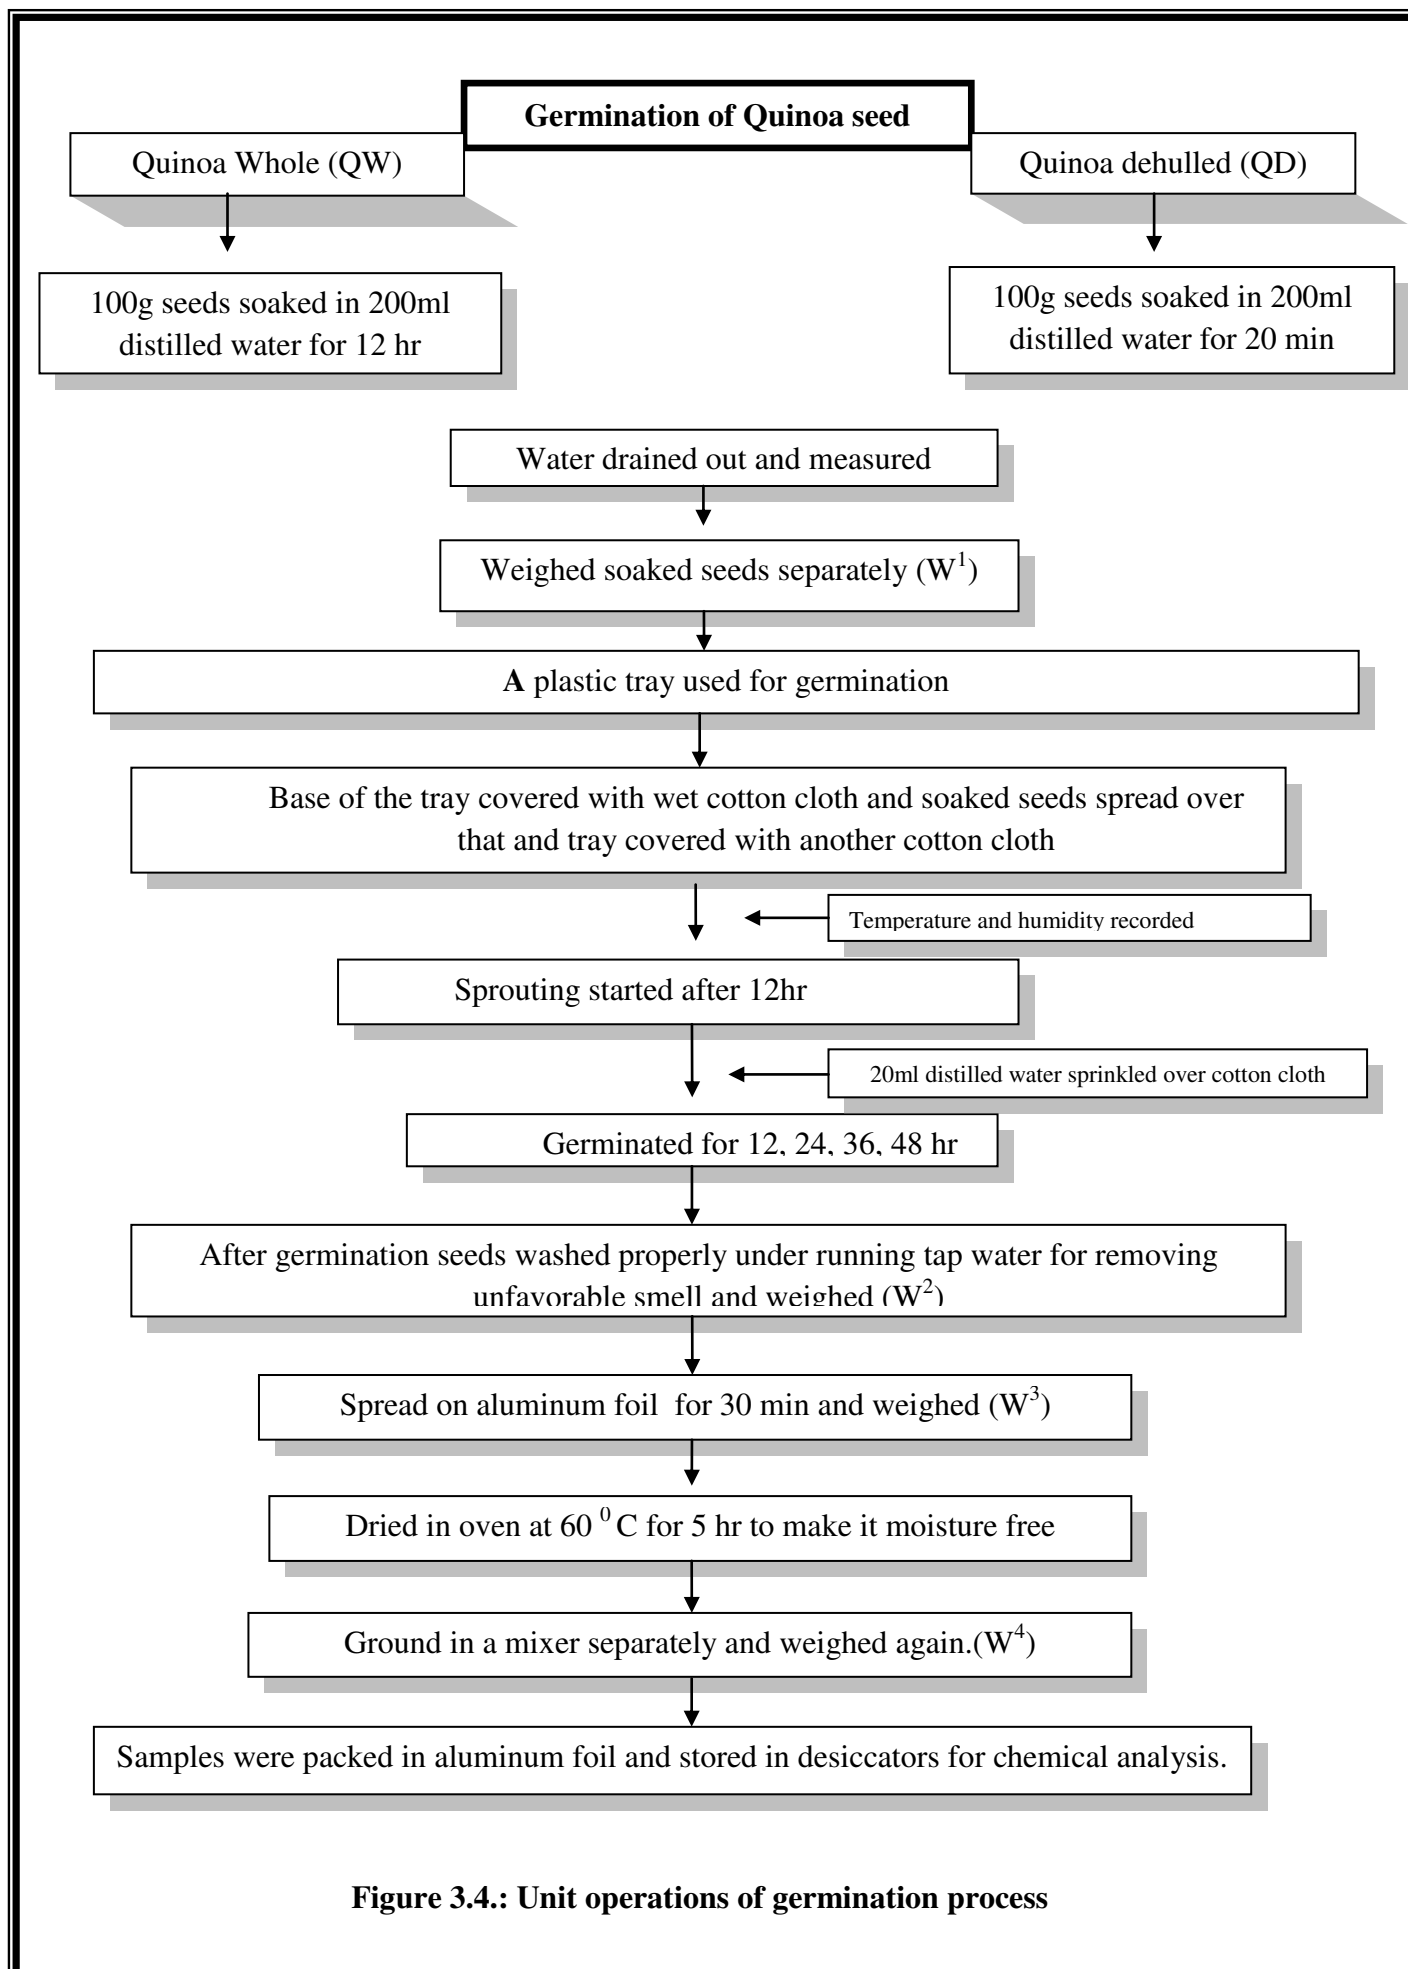 Germination of Quinoa seed
Quinoa Whole (QW)
Quinoa dehulled (QD)
100g seeds soaked in 200ml
distilled water for 12 hr
100g seeds soaked in 200ml
distilled water for 20 min
Water drained out and measured
Weighed soaked seeds separately (W¹)
A plastic tray used for germination
Base of the tray covered with wet cotton cloth and soaked seeds spread over
that and tray covered with another cotton cloth
Temperature and humidity recorded
Sprouting started after 12hr
20ml distilled water sprinkled over cotton cloth
Germinated for 12, 24, 36, 48 hr
After germination seeds washed properly under running tap water for removing
unfavorable smell and weighed (W²)
Spread on aluminum foil for 30 min and weighed (W³)
Dried in oven at 60 ⁰ C for 5 hr to make it moisture free
Ground in a mixer separately and weighed again.(W⁴)
Samples were packed in aluminum foil and stored in desiccators for chemical analysis.
Figure 3.4.: Unit operations of germination process